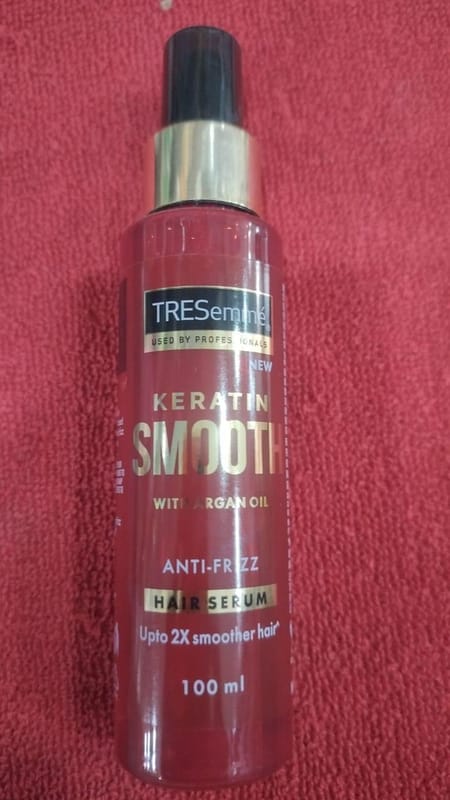 TRESemmé
USED BY PROFESSIONALS
NEW
KERATIN
SMOOTH
WITH ARGAN OIL
ANTI-FRIZZ
HAIR SERUM
Upto 2X smoother hair^
100 ml